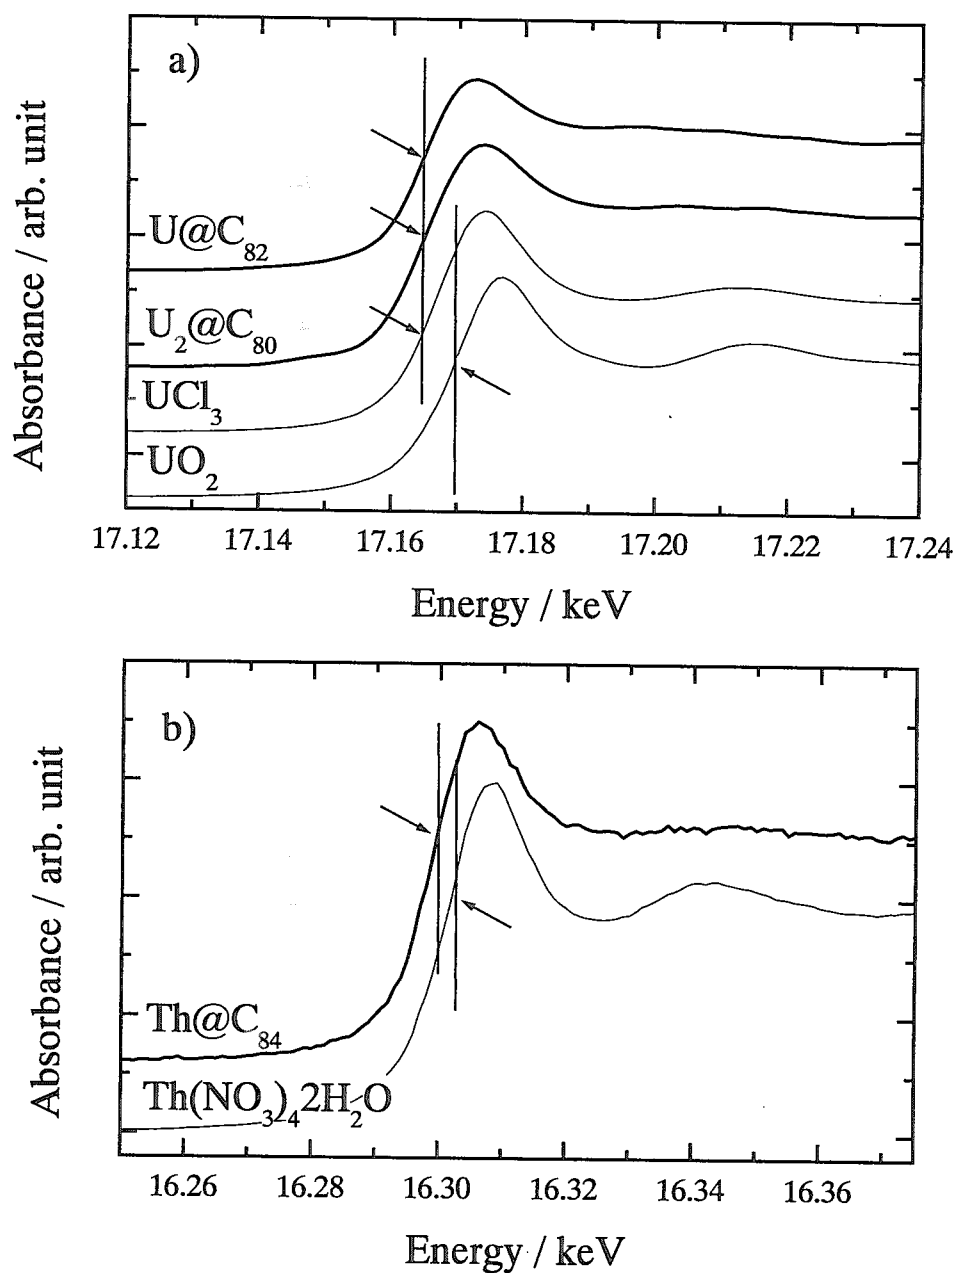 a)
Absorbance / arb. unit
U@C82
U2@C80
UCl3
UO2
17.12 17.14 17.16 17.18 17.20 17.22 17.24
Energy / keV
b)
Absorbance / arb. unit
Th@C84
Th(NO3)42H2O
16.26 16.28 16.30 16.32 16.34 16.36
Energy / keV